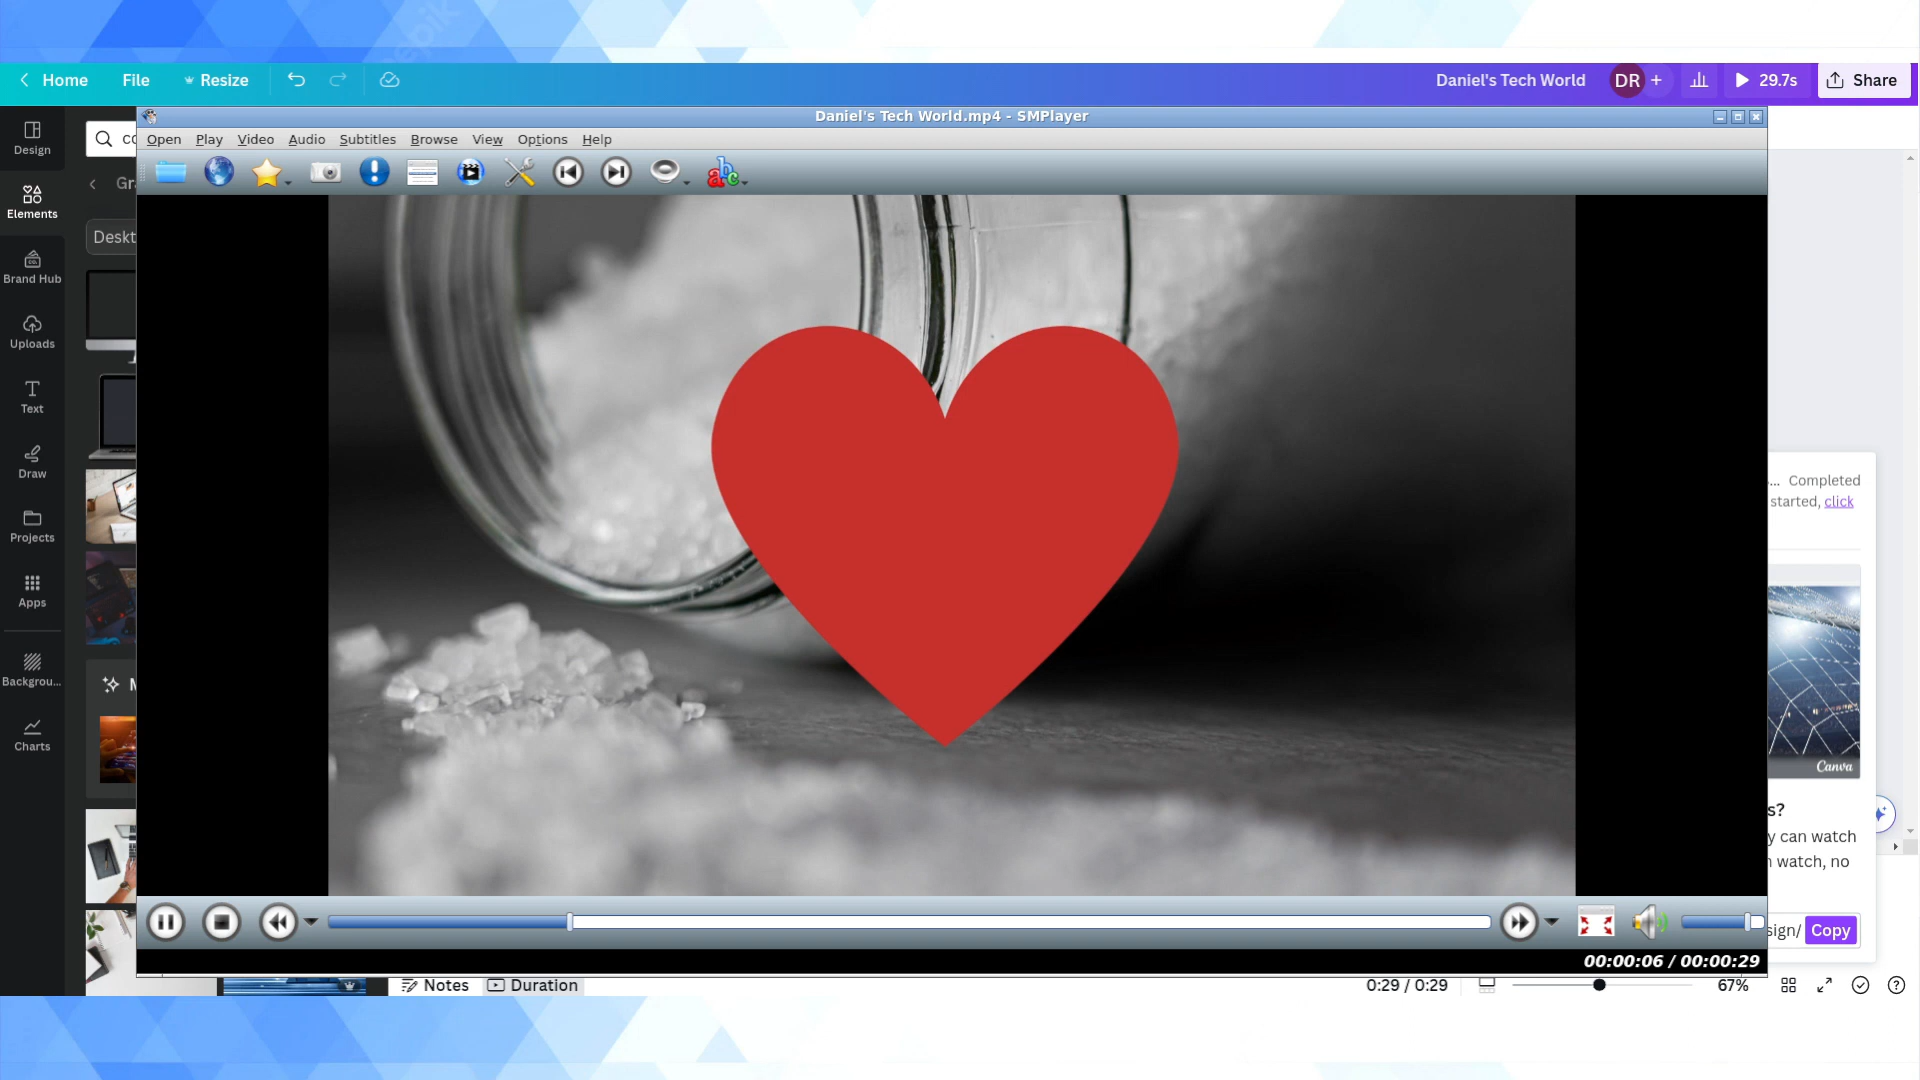 Home
File
Resize
Daniel's Tech World
DR
+
29.7s
Share
Daniel's Tech World.mp4 - SMPlayer
Open
Play
Video
Audio
Subtitles
Browse
View
Options
Help
Design
Elements
Brand Hub
Uploads
Text
Draw
Projects
Apps
Backgrou...
Charts
co
Gr
Deskt
abc
... Completed
started, click
Canva
s?
y can watch
watch, no
sign/
Copy
00:00:06 / 00:00:29
Notes
Duration
0:29 / 0:29
67%